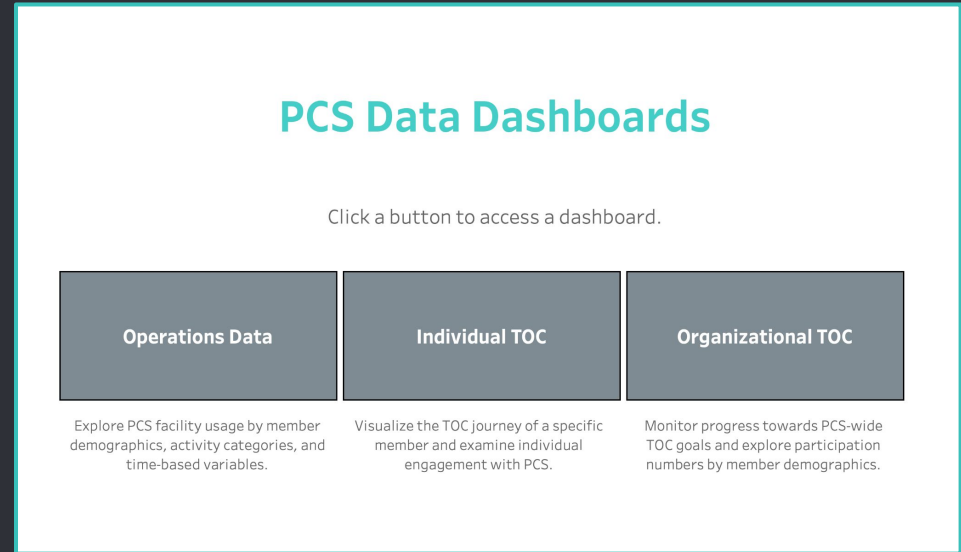 PCS Data Dashboards
Click a button to access a dashboard.
Operations Data
Individual TOC
Organizational TOC
Explore PCS facility usage by member
demographics, activity categories, and
time-based variables.
Visualize the TOC journey of a specific
member and examine individual
engagement with PCS.
Monitor progress towards PCS-wide
TOC goals and explore participation
numbers by member demographics.